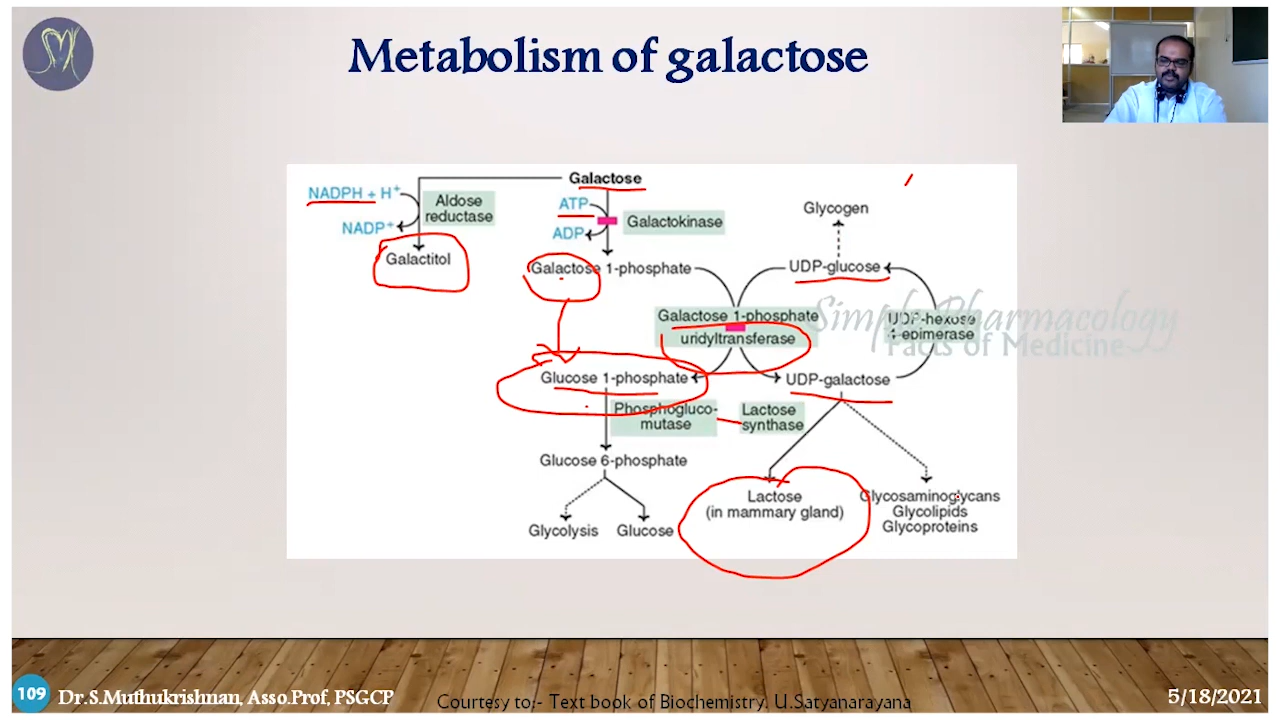 Metabolism of galactose
Galactose
NADPH + H⁺
NADP⁺
Aldose
reductase
Galactitol
ATP
ADP
Galactokinase
Galactose 1-phosphate
Glycogen
UDP-glucose
Galactose 1-phosphate
uridyltransferase
UDP-hexose
4-epimerase
Simply Pharmacology
Facts of Medicine
Glucose 1-phosphate
UDP-galactose
Phosphogluco-
mutase
Lactose
synthase
Glucose 6-phosphate
Glycolysis
Glucose
Lactose
(in mammary gland)
Glycosaminoglycans
Glycolipids
Glycoproteins
109
Dr.S.Muthukrishnan, Asso.Prof, PSGCP
Courtesy to:- Text book of Biochemistry. U.Satyanarayana
5/18/2021